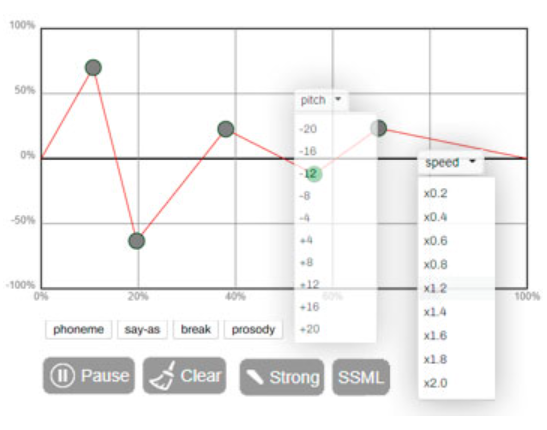 100%
50%
0%
-50%
-100%
0% 20% 40% 60% 80% 100%
pitch
-20
-16
-12
-8
-4
+4
+8
+12
+16
+20
speed
x0.2
x0.4
x0.6
x0.8
x1.2
x1.4
x1.6
x1.8
x2.0
phoneme say-as break prosody
Pause Clear Strong SSML